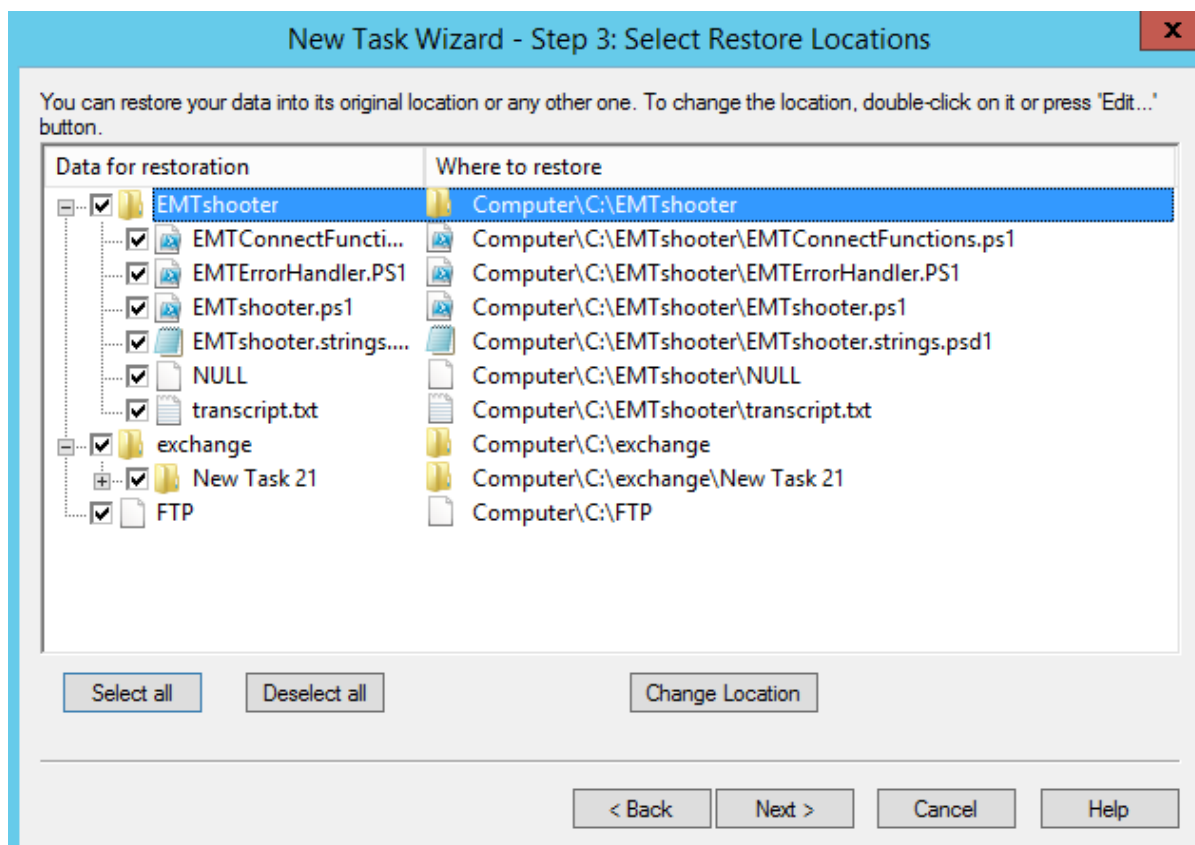 New Task Wizard - Step 3: Select Restore Locations
x
You can restore your data into its original location or any other one. To change the location, double-click on it or press 'Edit...'
button.
Data for restoration Where to restore
EMTshooter Computer\C:\EMTshooter
EMTConnectFuncti... Computer\C:\EMTshooter\EMTConnectFunctions.ps1
EMTErrorHandler.PS1 Computer\C:\EMTshooter\EMTErrorHandler.PS1
EMTshooter.ps1 Computer\C:\EMTshooter\EMTshooter.ps1
EMTshooter.strings.... Computer\C:\EMTshooter\EMTshooter.strings.psd1
NULL Computer\C:\EMTshooter\NULL
transcript.txt Computer\C:\EMTshooter\transcript.txt
exchange Computer\C:\exchange
New Task 21 Computer\C:\exchange\New Task 21
FTP Computer\C:\FTP
Select all Deselect all Change Location
< Back Next > Cancel Help